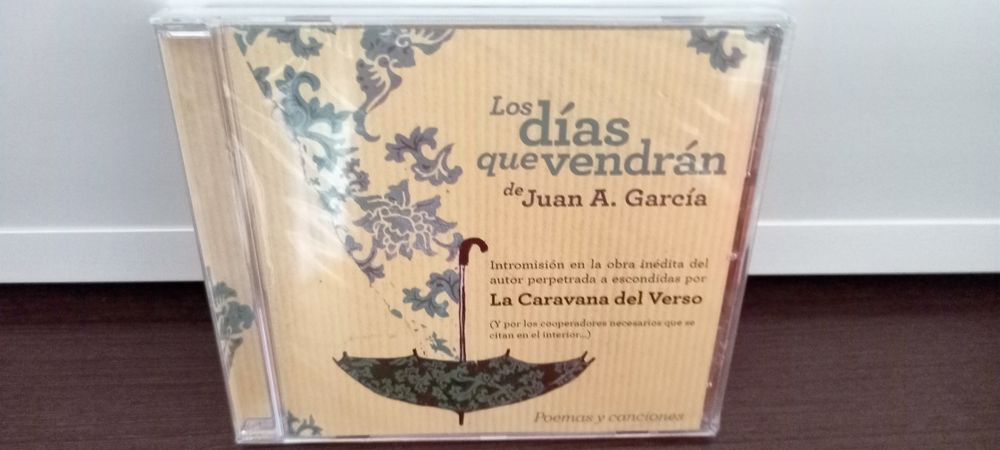 Los
días
que vendrán
de Juan A. García
Intromisión en la obra inédita del
autor perpetrada a escondidas por
La Caravana del Verso
(Y por los cooperadores necesarios que se
citan en el interior...)
Poemas y canciones